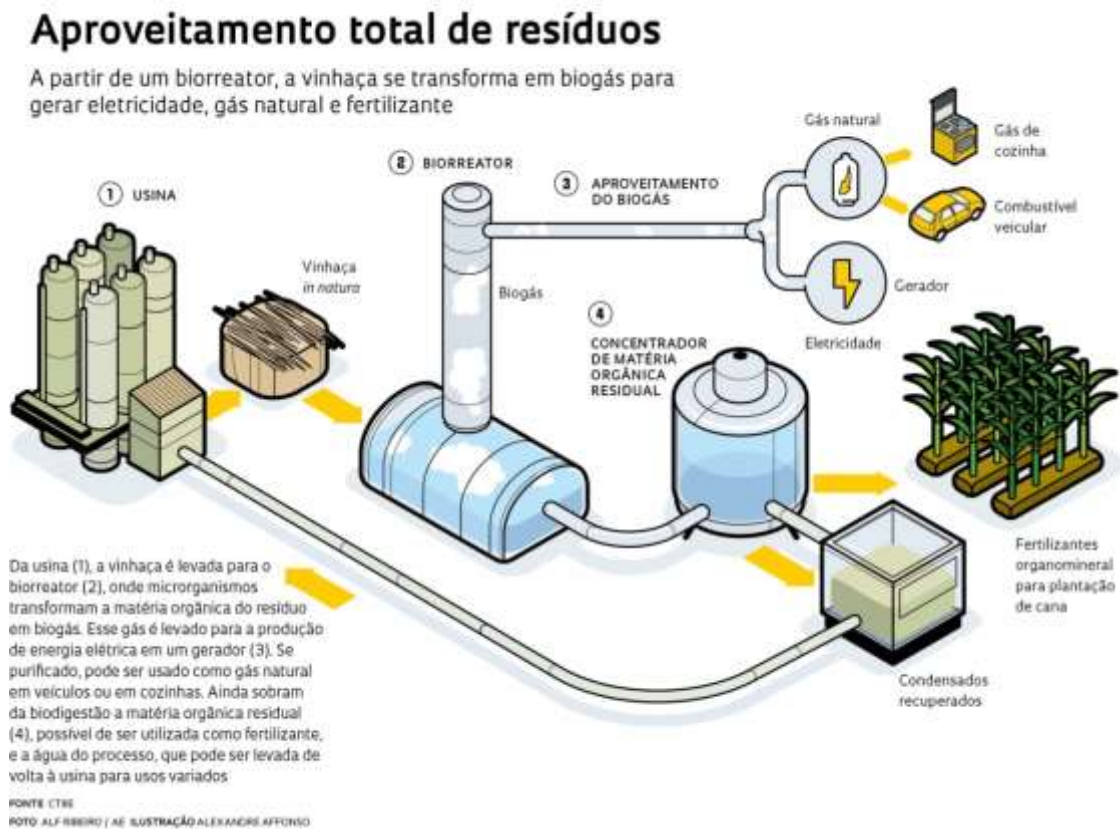 Aproveitamento total de resíduos
A partir de um biorreator, a vinhaça se transforma em biogás para
gerar eletricidade, gás natural e fertilizante
1 USINA
Vinhaça
in natura
2 BIORREATOR
Biogás
3 APROVEITAMENTO
DO BIOGÁS
Gás natural
Gás de
cozinha
Combustível
veicular
Gerador
Eletricidade
4
CONCENTRADOR
DE MATÉRIA
ORGÂNICA
RESIDUAL
Fertilizantes
organomineral
para plantação
de cana
Condensados
recuperados
Da usina (1), a vinhaça é levada para o
biorreator (2), onde microrganismos
transformam a matéria orgânica do resíduo
em biogás. Esse gás é levado para a produção
de energia elétrica em um gerador (3). Se
purificado, pode ser usado como gás natural
em veículos ou em cozinhas. Ainda sobram
da biodigestão a matéria orgânica residual
(4), possível de ser utilizada como fertilizante,
e a água do processo, que pode ser levada de
volta à usina para usos variados
FONTE CTBE
FOTO ALF RIBEIRO / AE ILUSTRAÇÃO ALEXANDRE AFFONSO